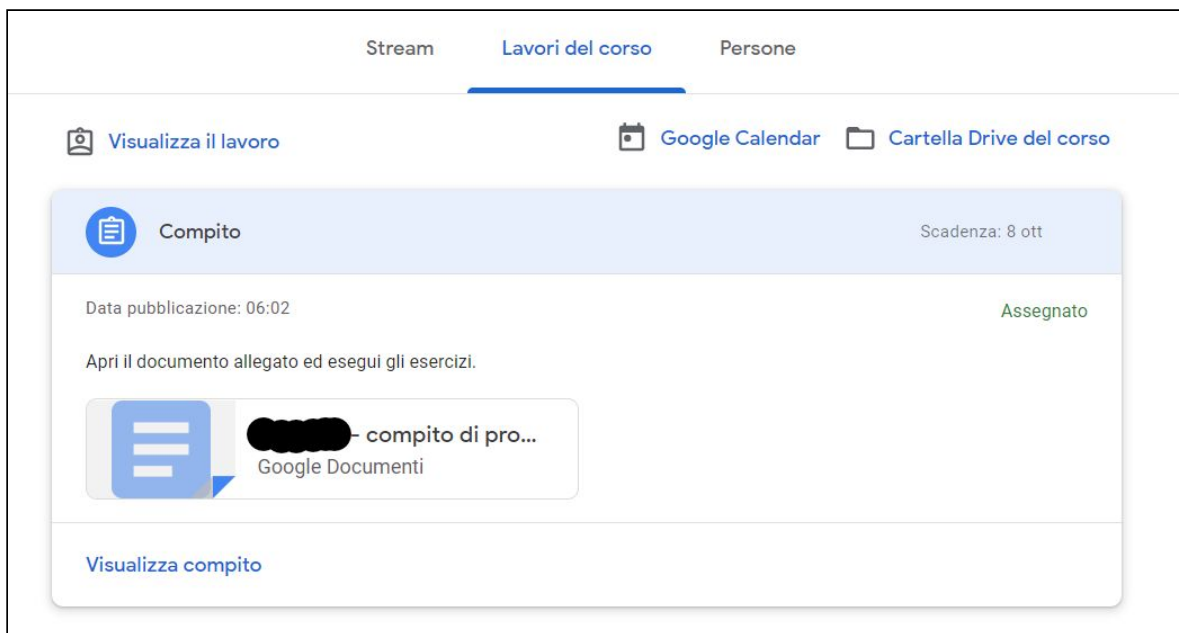 Stream Lavori del corso Persone
Visualizza il lavoro Google Calendar Cartella Drive del corso
Compito Scadenza: 8 ott
Data pubblicazione: 06:02 Assegnato
Apri il documento allegato ed esegui gli esercizi.
- compito di pro...
Google Documenti
Visualizza compito